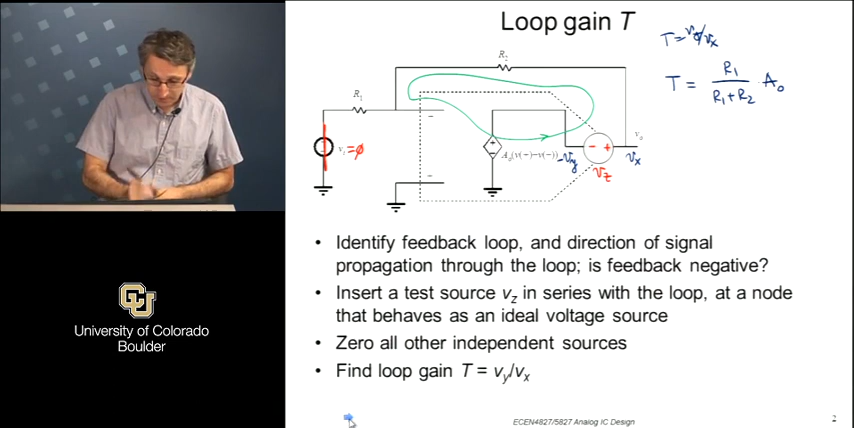 Loop gain T
T = vy/vx
T = R1/(R1+R2) A0
R2
R1
vi = ø
−
−
+
−
A0(v(−)−v(−))
−vy
− +
vz
vo
vx
• Identify feedback loop, and direction of signal
propagation through the loop; is feedback negative?
• Insert a test source vz in series with the loop, at a node
that behaves as an ideal voltage source
• Zero all other independent sources
• Find loop gain T = vy/vx
CU
University of Colorado
Boulder
ECEN4827/5827 Analog IC Design
2